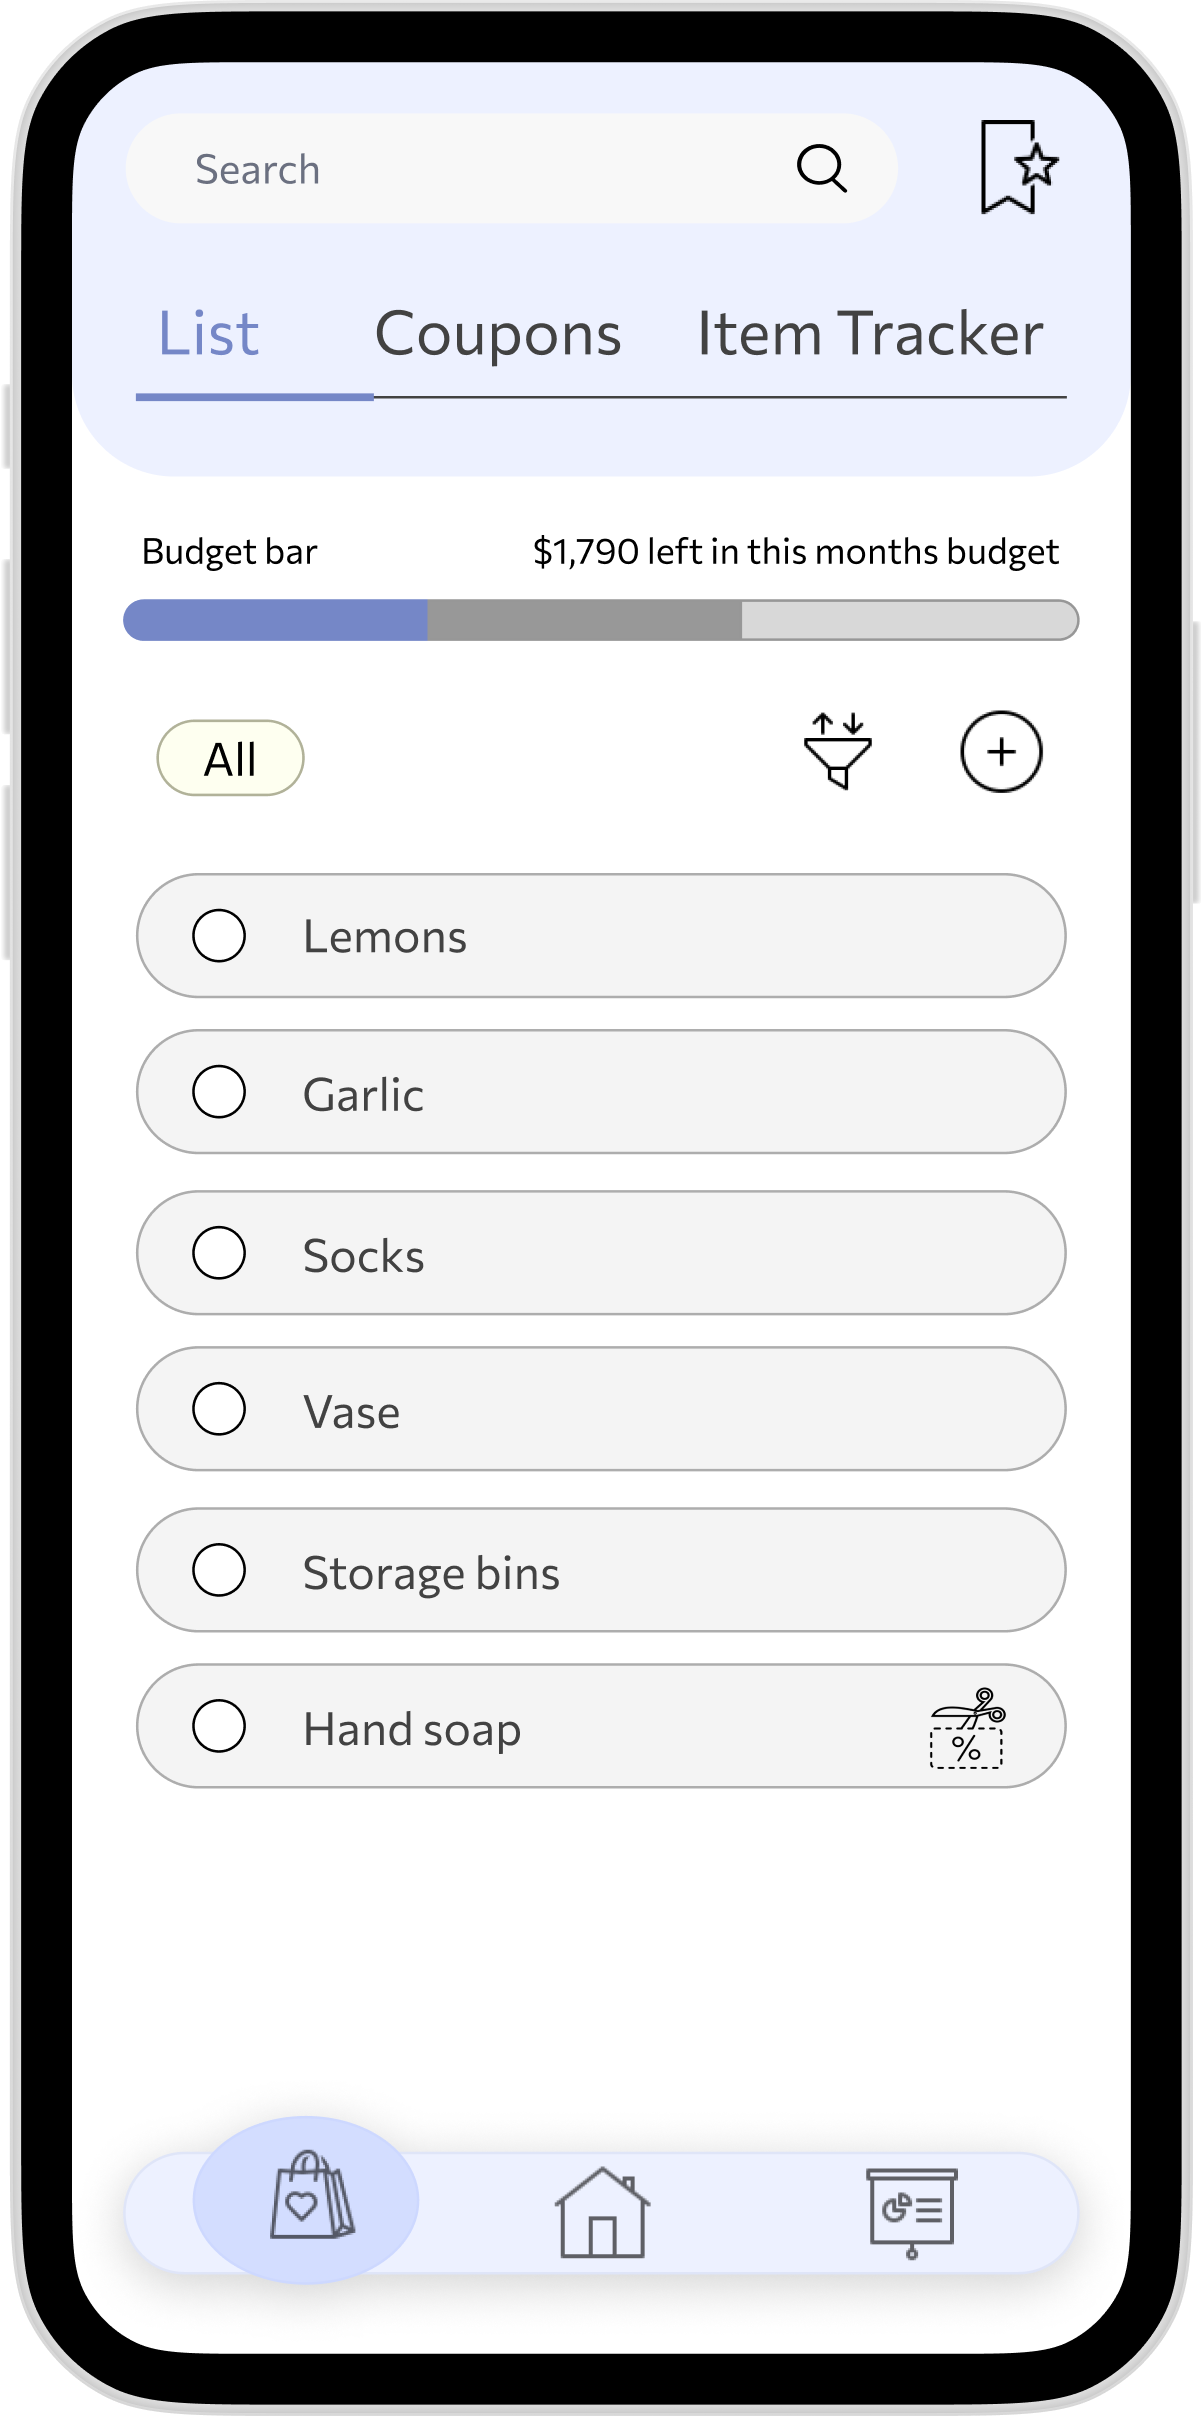 Search
List Coupons Item Tracker
Budget bar $1,790 left in this months budget
All
Lemons
Garlic
Socks
Vase
Storage bins
Hand soap
%